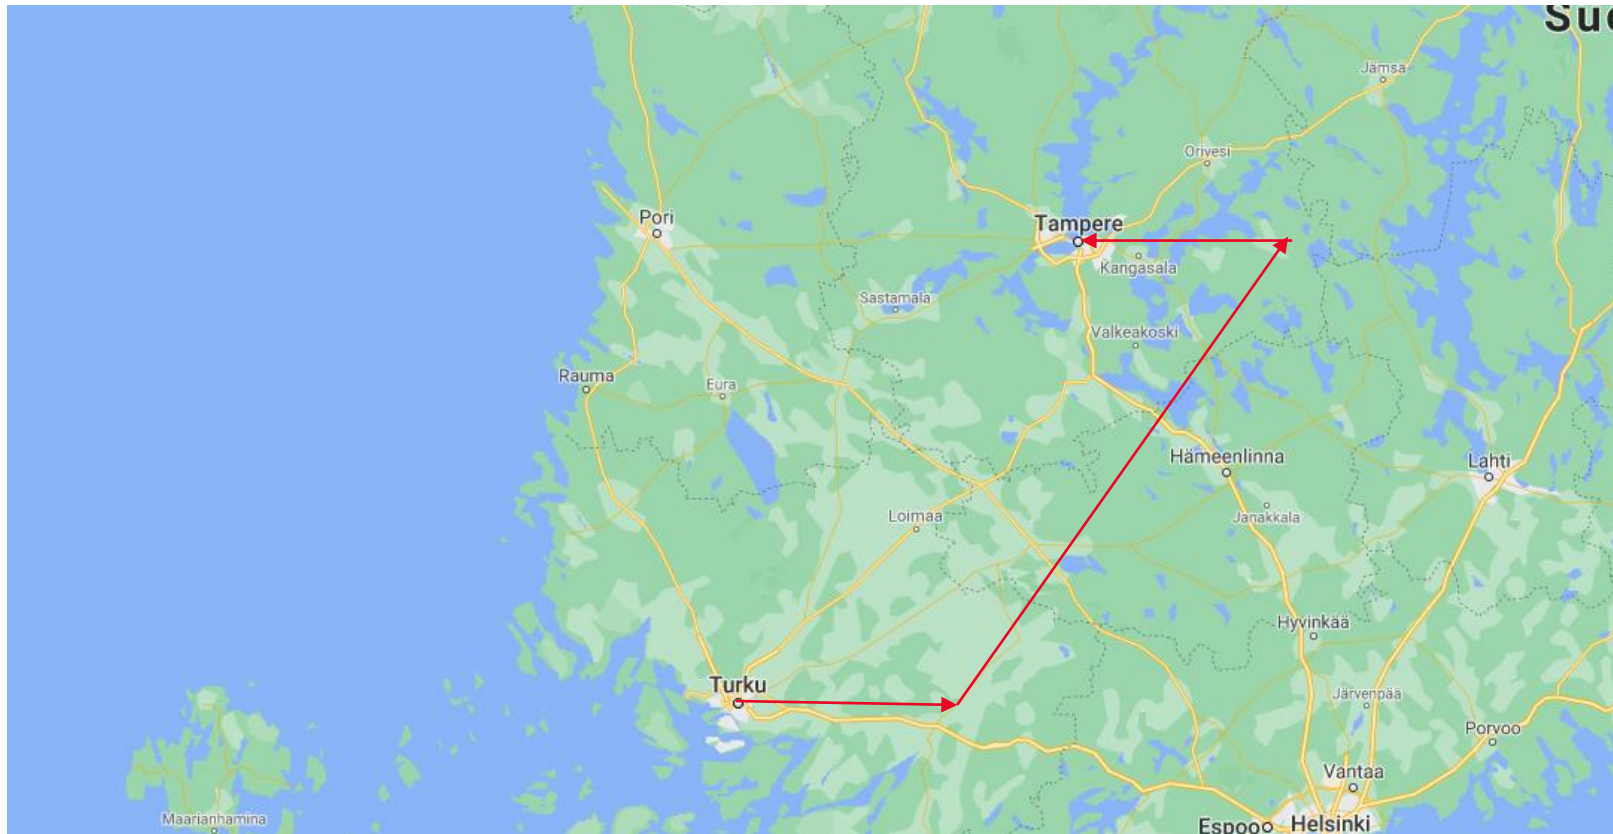 Suo
Jämsä
Orivesi
Pori
Tampere
Kangasala
Sastamala
Valkeakoski
Rauma
Eura
Hämeenlinna
Lahti
Loimaa
Janakkala
Hyvinkää
Turku
Järvenpää
Porvoo
Vantaa
Maarianhamina
Espoo
Helsinki